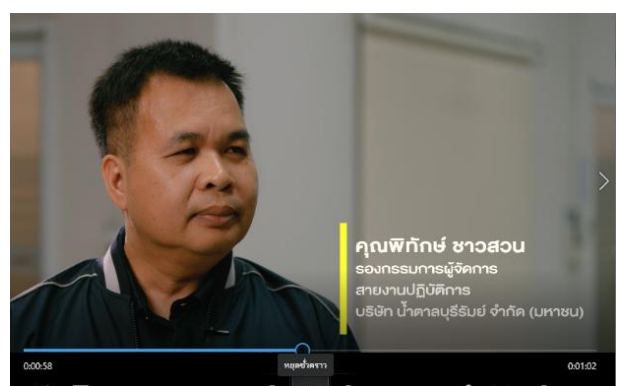 คุณพิทักษ์ ชาวสวน
รองกรรมการผู้จัดการ
สายงานปฏิบัติการ
บริษัท น้ำตาลบุรีรัมย์ จำกัด (มหาชน)
0:00:58
หยุดชั่วคราว
0:01:02